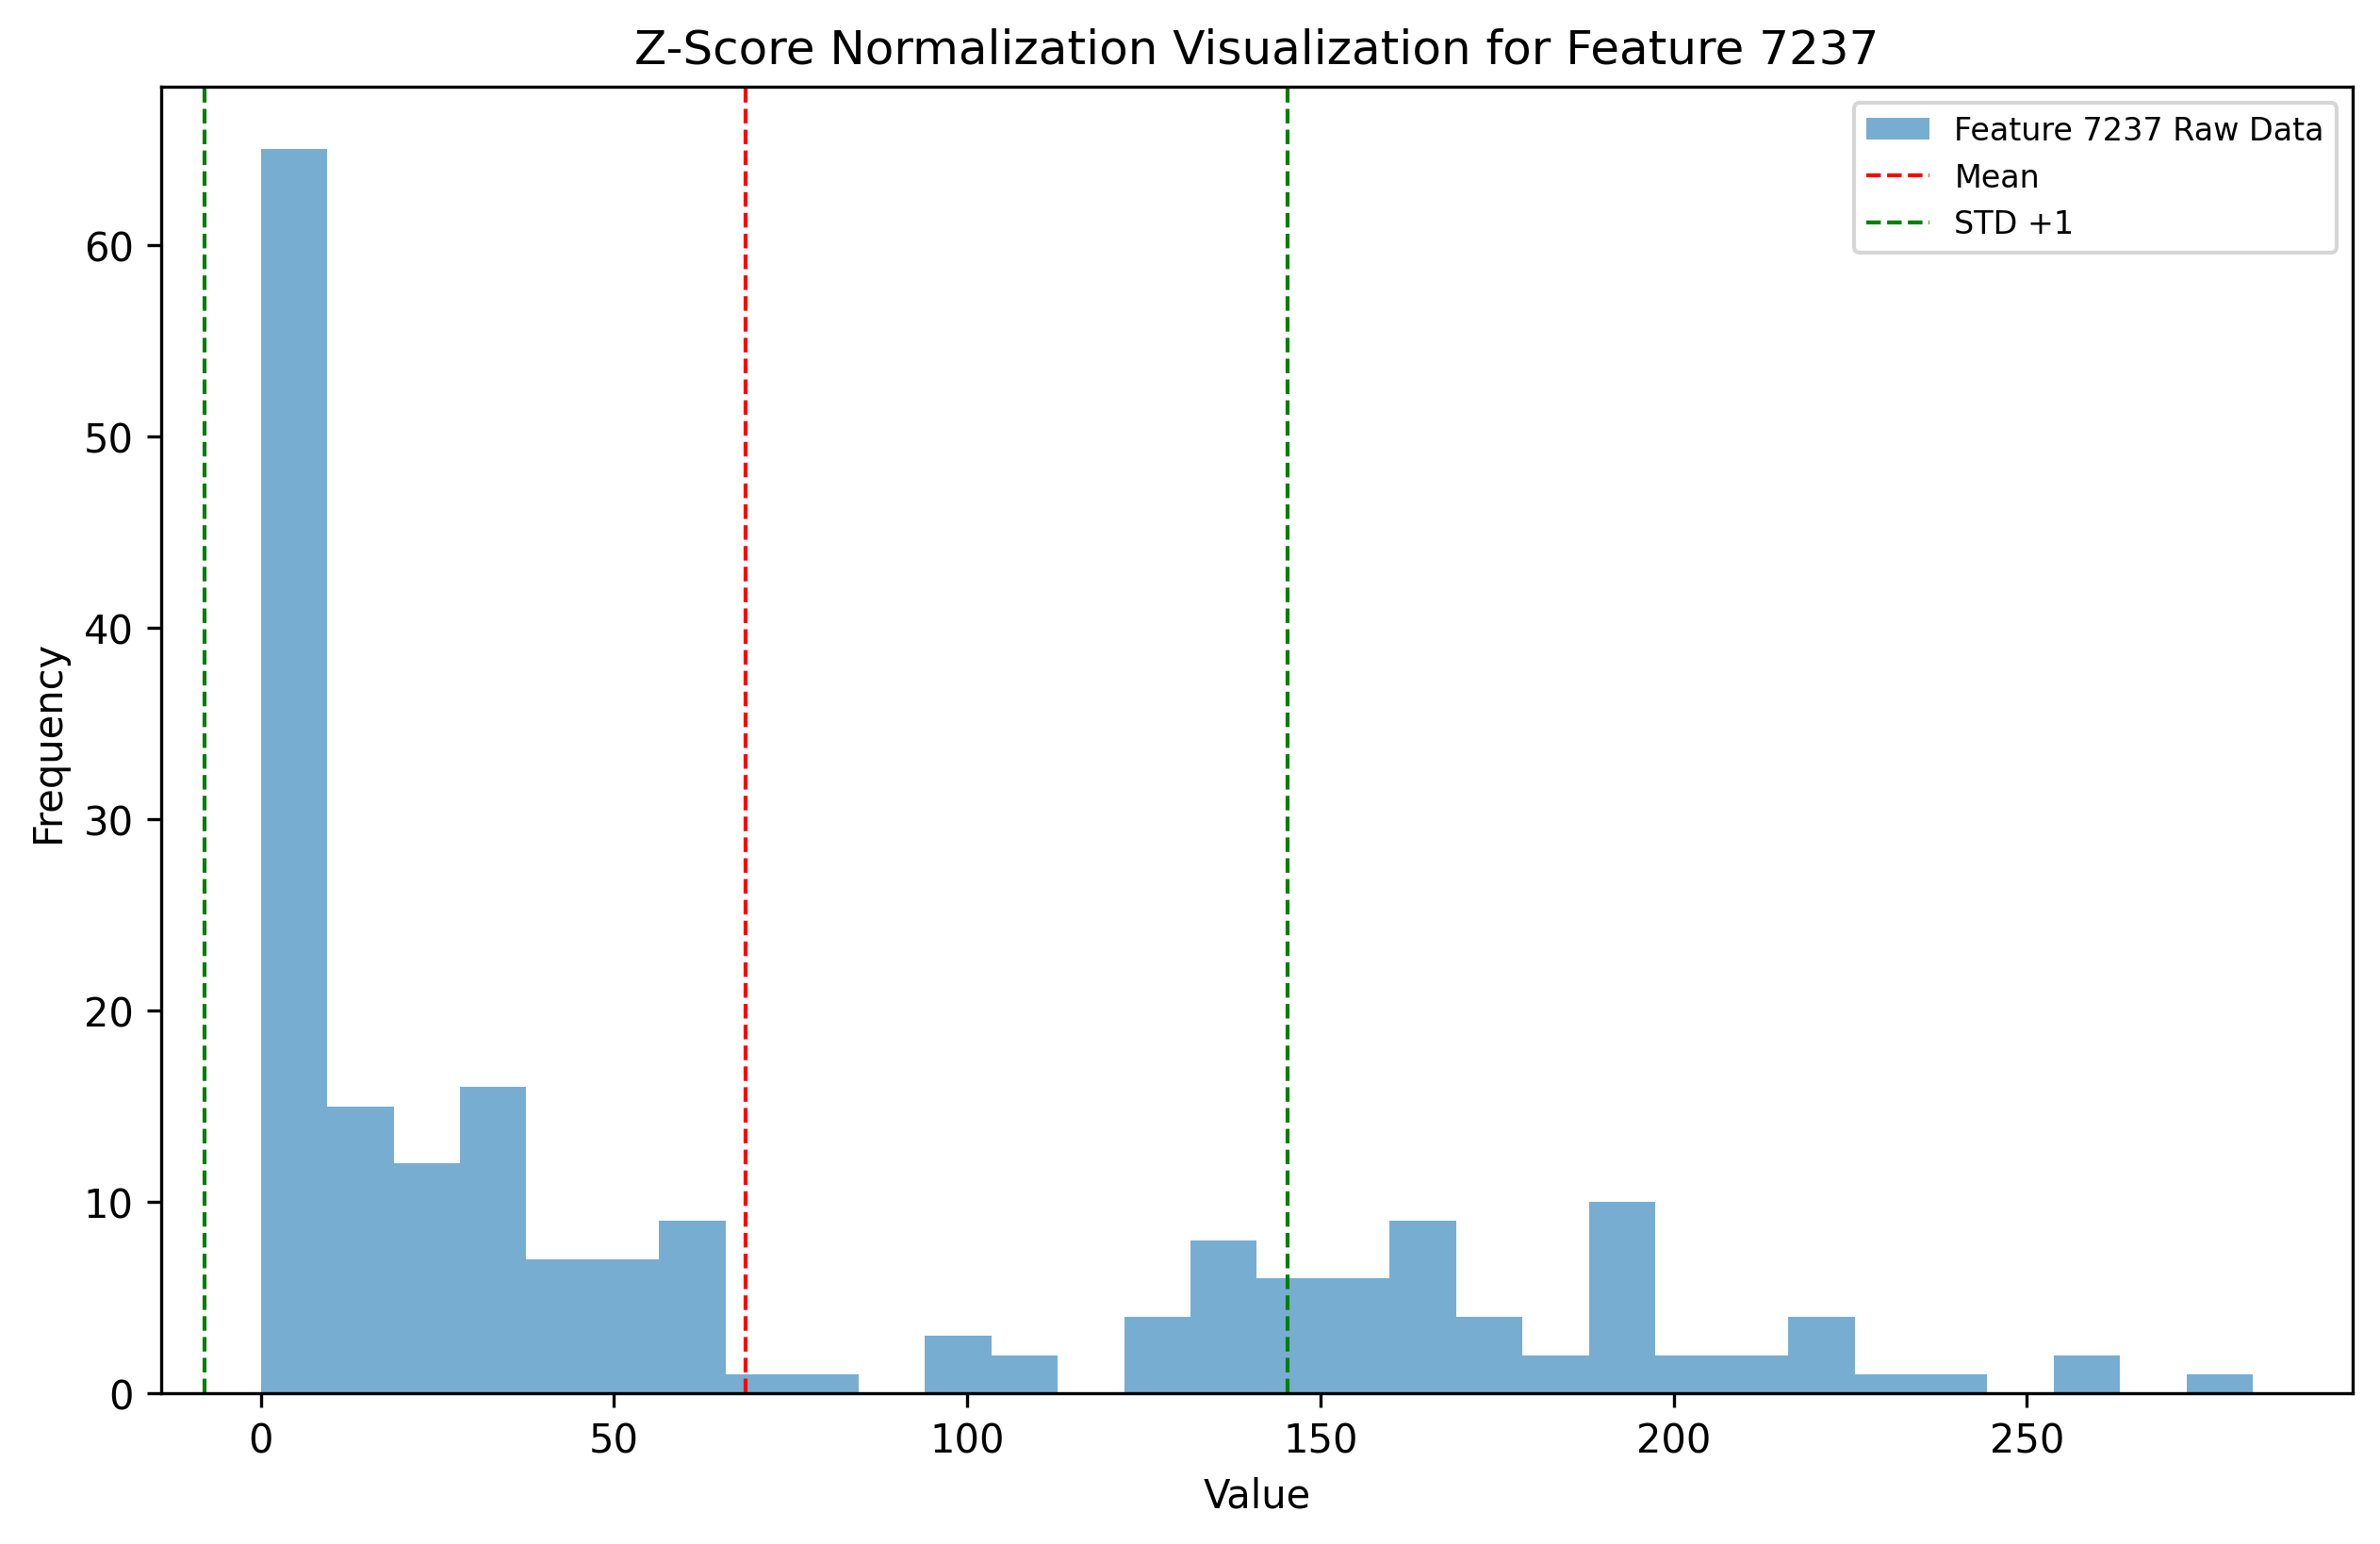 Z-Score Normalization Visualization for Feature 7237
Feature 7237 Raw Data
Mean
STD +1
Frequency
60
50
40
30
20
10
0
0 50 100 150 200 250
Value